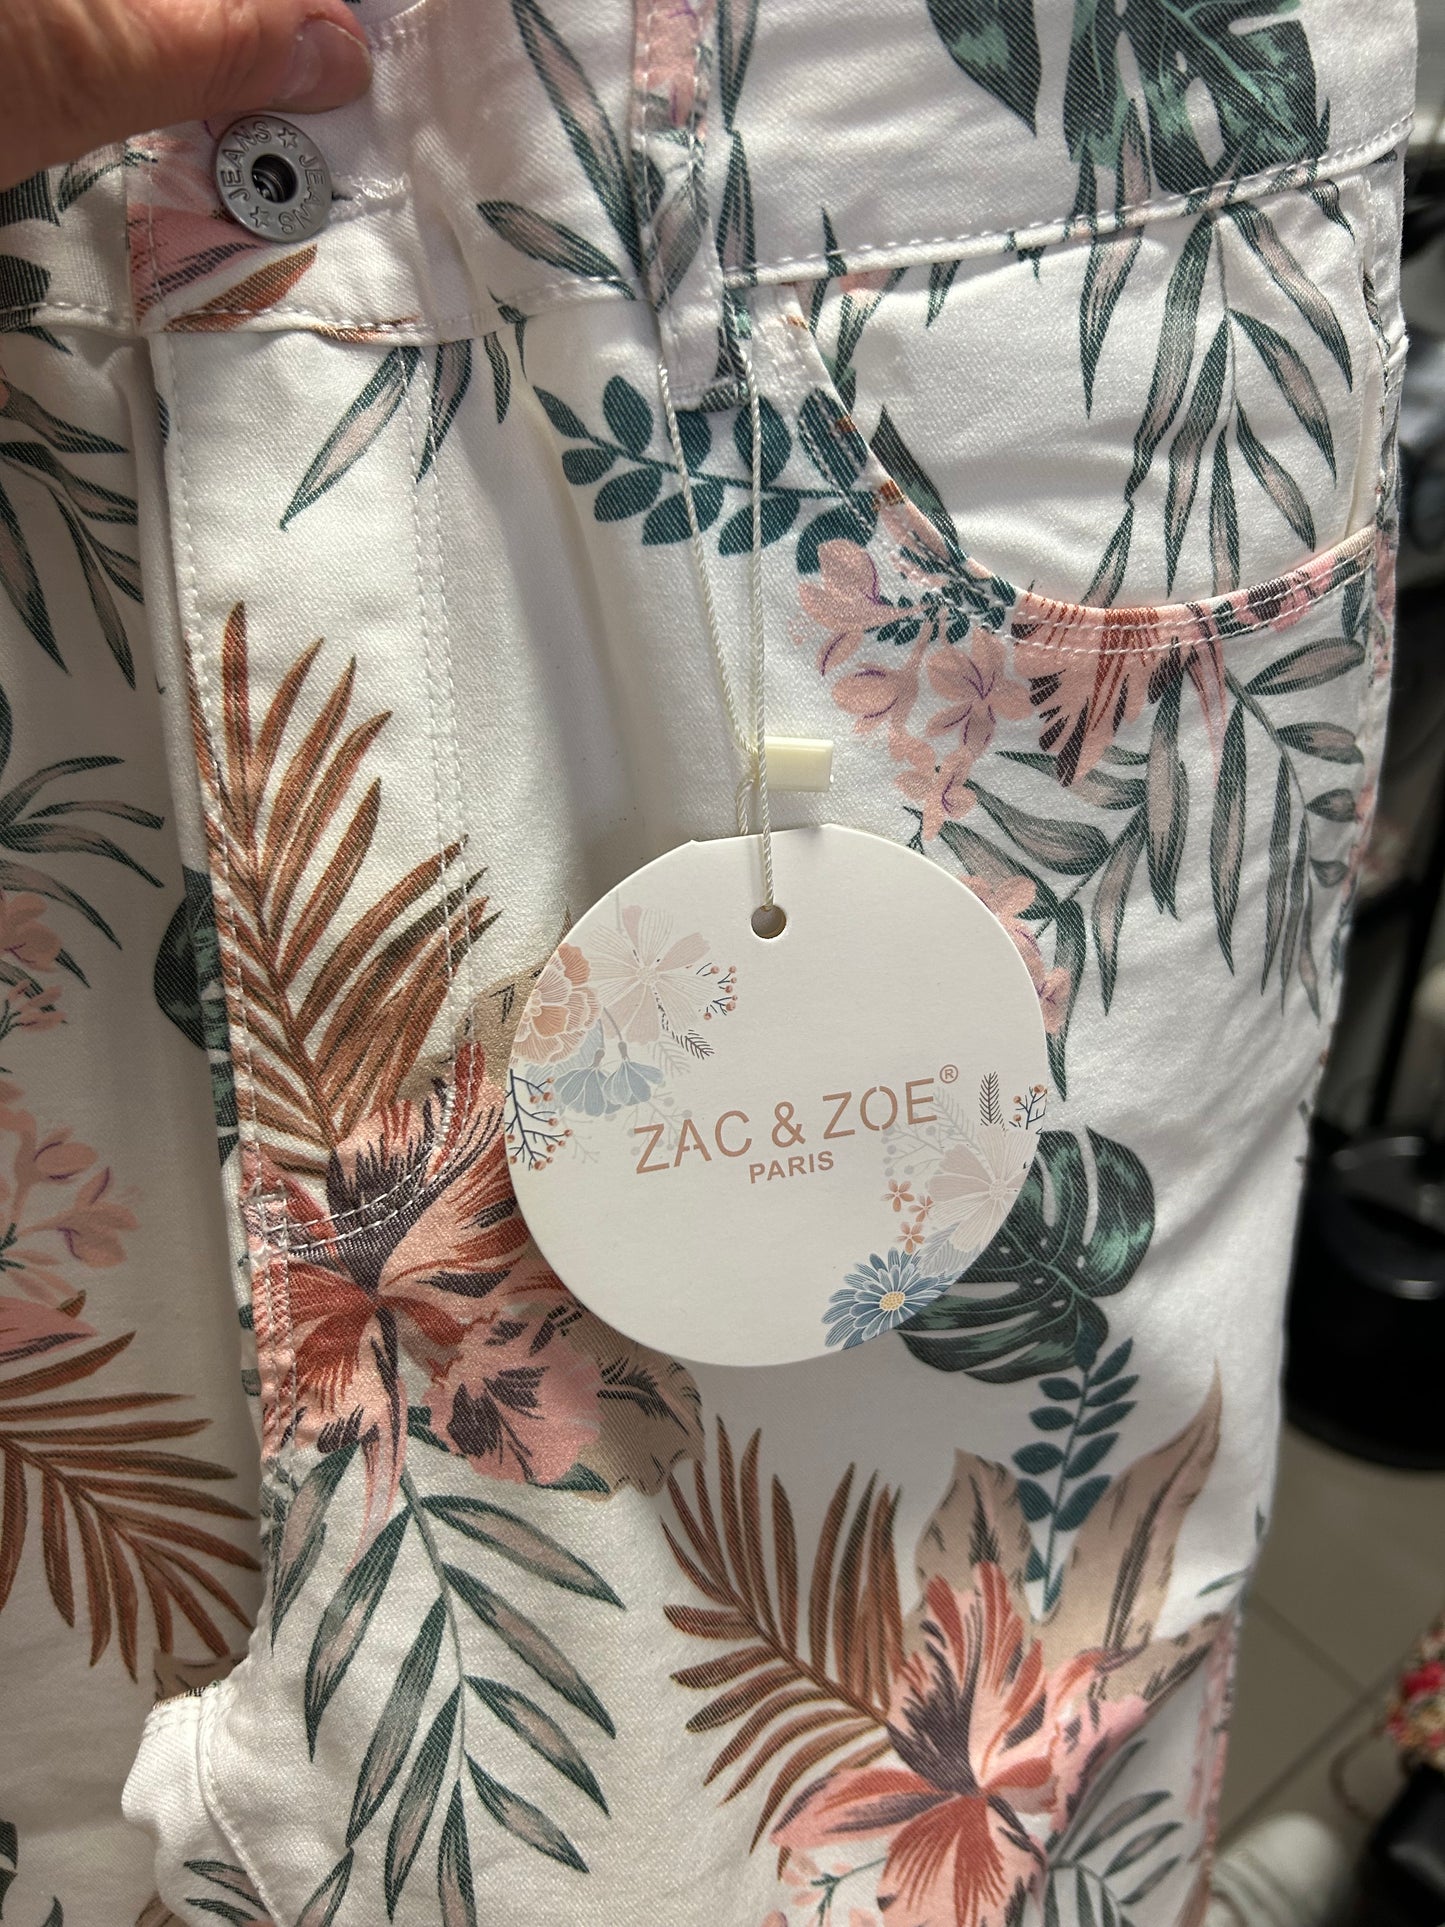 JEANS ☆ JEANS ☆
ZAC & ZOE®
PARIS